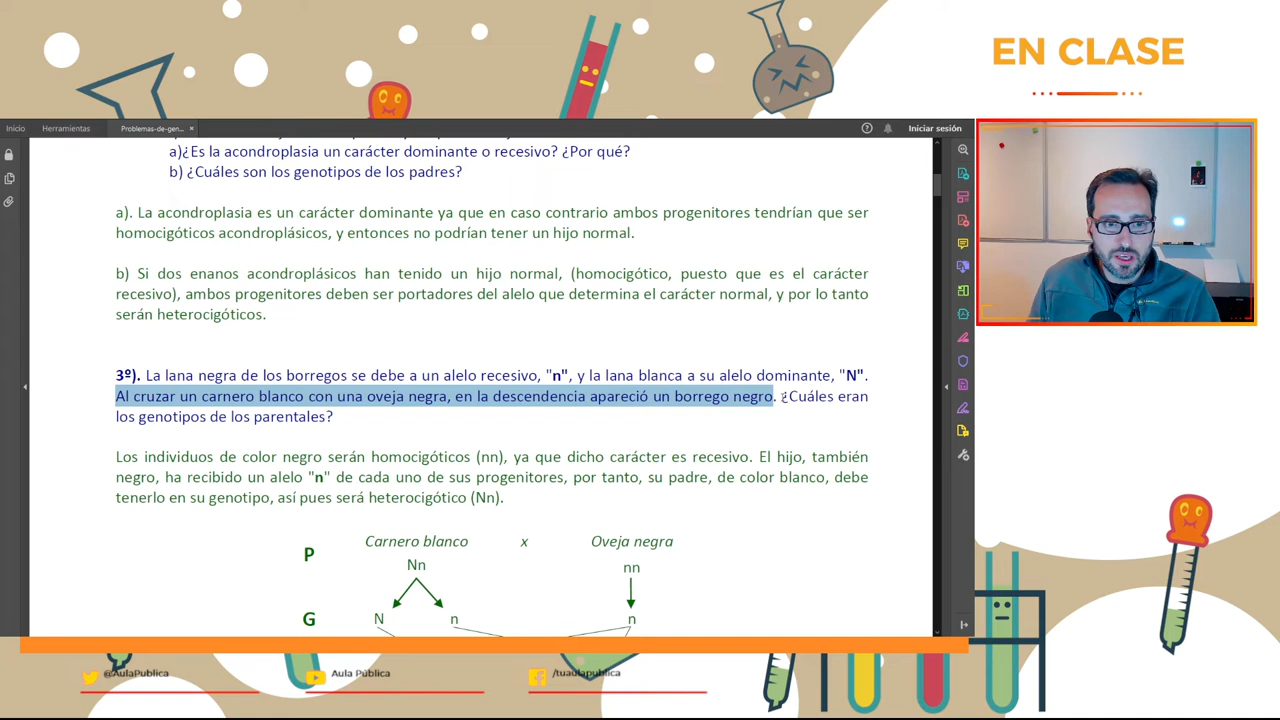 EN CLASE
Inicio Herramientas Problemas-de-gen... × Iniciar sesión
a)¿Es la acondroplasia un carácter dominante o recesivo? ¿Por qué?
b) ¿Cuáles son los genotipos de los padres?
a). La acondroplasia es un carácter dominante ya que en caso contrario ambos progenitores tendrían que ser
homocigóticos acondroplásicos, y entonces no podrían tener un hijo normal.
b) Si dos enanos acondroplásicos han tenido un hijo normal, (homocigótico, puesto que es el carácter
recesivo), ambos progenitores deben ser portadores del alelo que determina el carácter normal, y por lo tanto
serán heterocigóticos.
3º). La lana negra de los borregos se debe a un alelo recesivo, "n", y la lana blanca a su alelo dominante, "N".
Al cruzar un carnero blanco con una oveja negra, en la descendencia apareció un borrego negro. ¿Cuáles eran
los genotipos de los parentales?
Los individuos de color negro serán homocigóticos (nn), ya que dicho carácter es recesivo. El hijo, también
negro, ha recibido un alelo "n" de cada uno de sus progenitores, por tanto, su padre, de color blanco, debe
tenerlo en su genotipo, así pues será heterocigótico (Nn).
P Carnero blanco x Oveja negra
Nn nn
G N n n
@AulaPublica Aula Pública /tuaulapublica